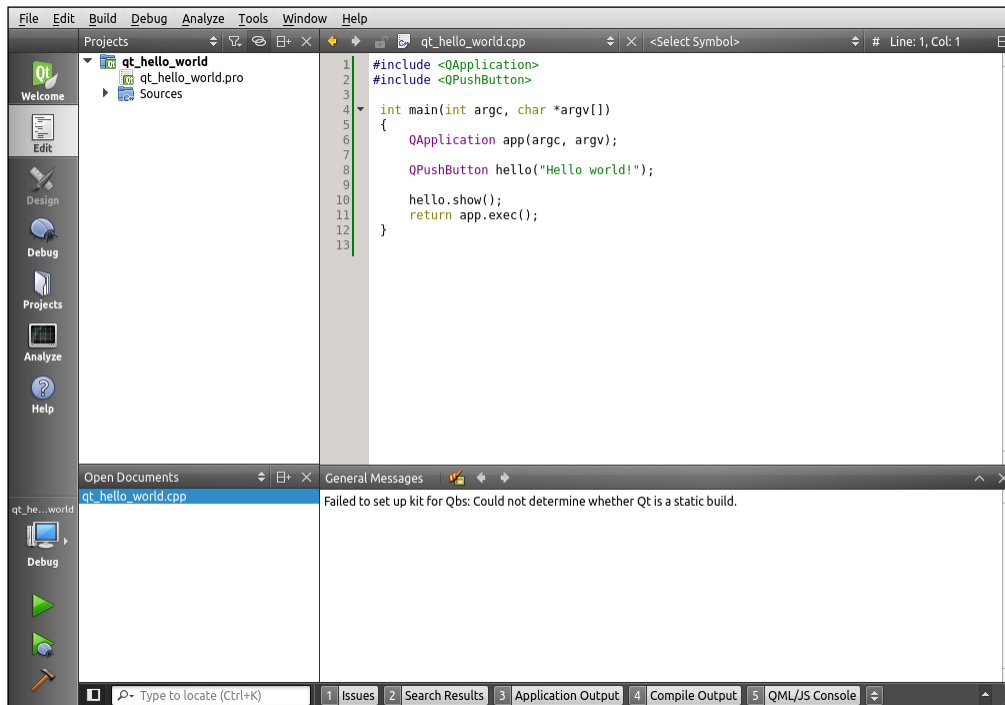 File Edit Build Debug Analyze Tools Window Help
Projects
qt_hello_world.cpp
<Select Symbol>
# Line: 1, Col: 1
Welcome
Edit
Design
Debug
Projects
Analyze
Help
qt_he...world
Debug
qt_hello_world
qt_hello_world.pro
Sources
1 #include <QApplication>
2 #include <QPushButton>
3
4 int main(int argc, char *argv[])
5 {
6 QApplication app(argc, argv);
7
8 QPushButton hello("Hello world!");
9
10 hello.show();
11 return app.exec();
12 }
13
Open Documents
qt_hello_world.cpp
General Messages
Failed to set up kit for Qbs: Could not determine whether Qt is a static build.
Type to locate (Ctrl+K)
1 Issues 2 Search Results 3 Application Output 4 Compile Output 5 QML/JS Console